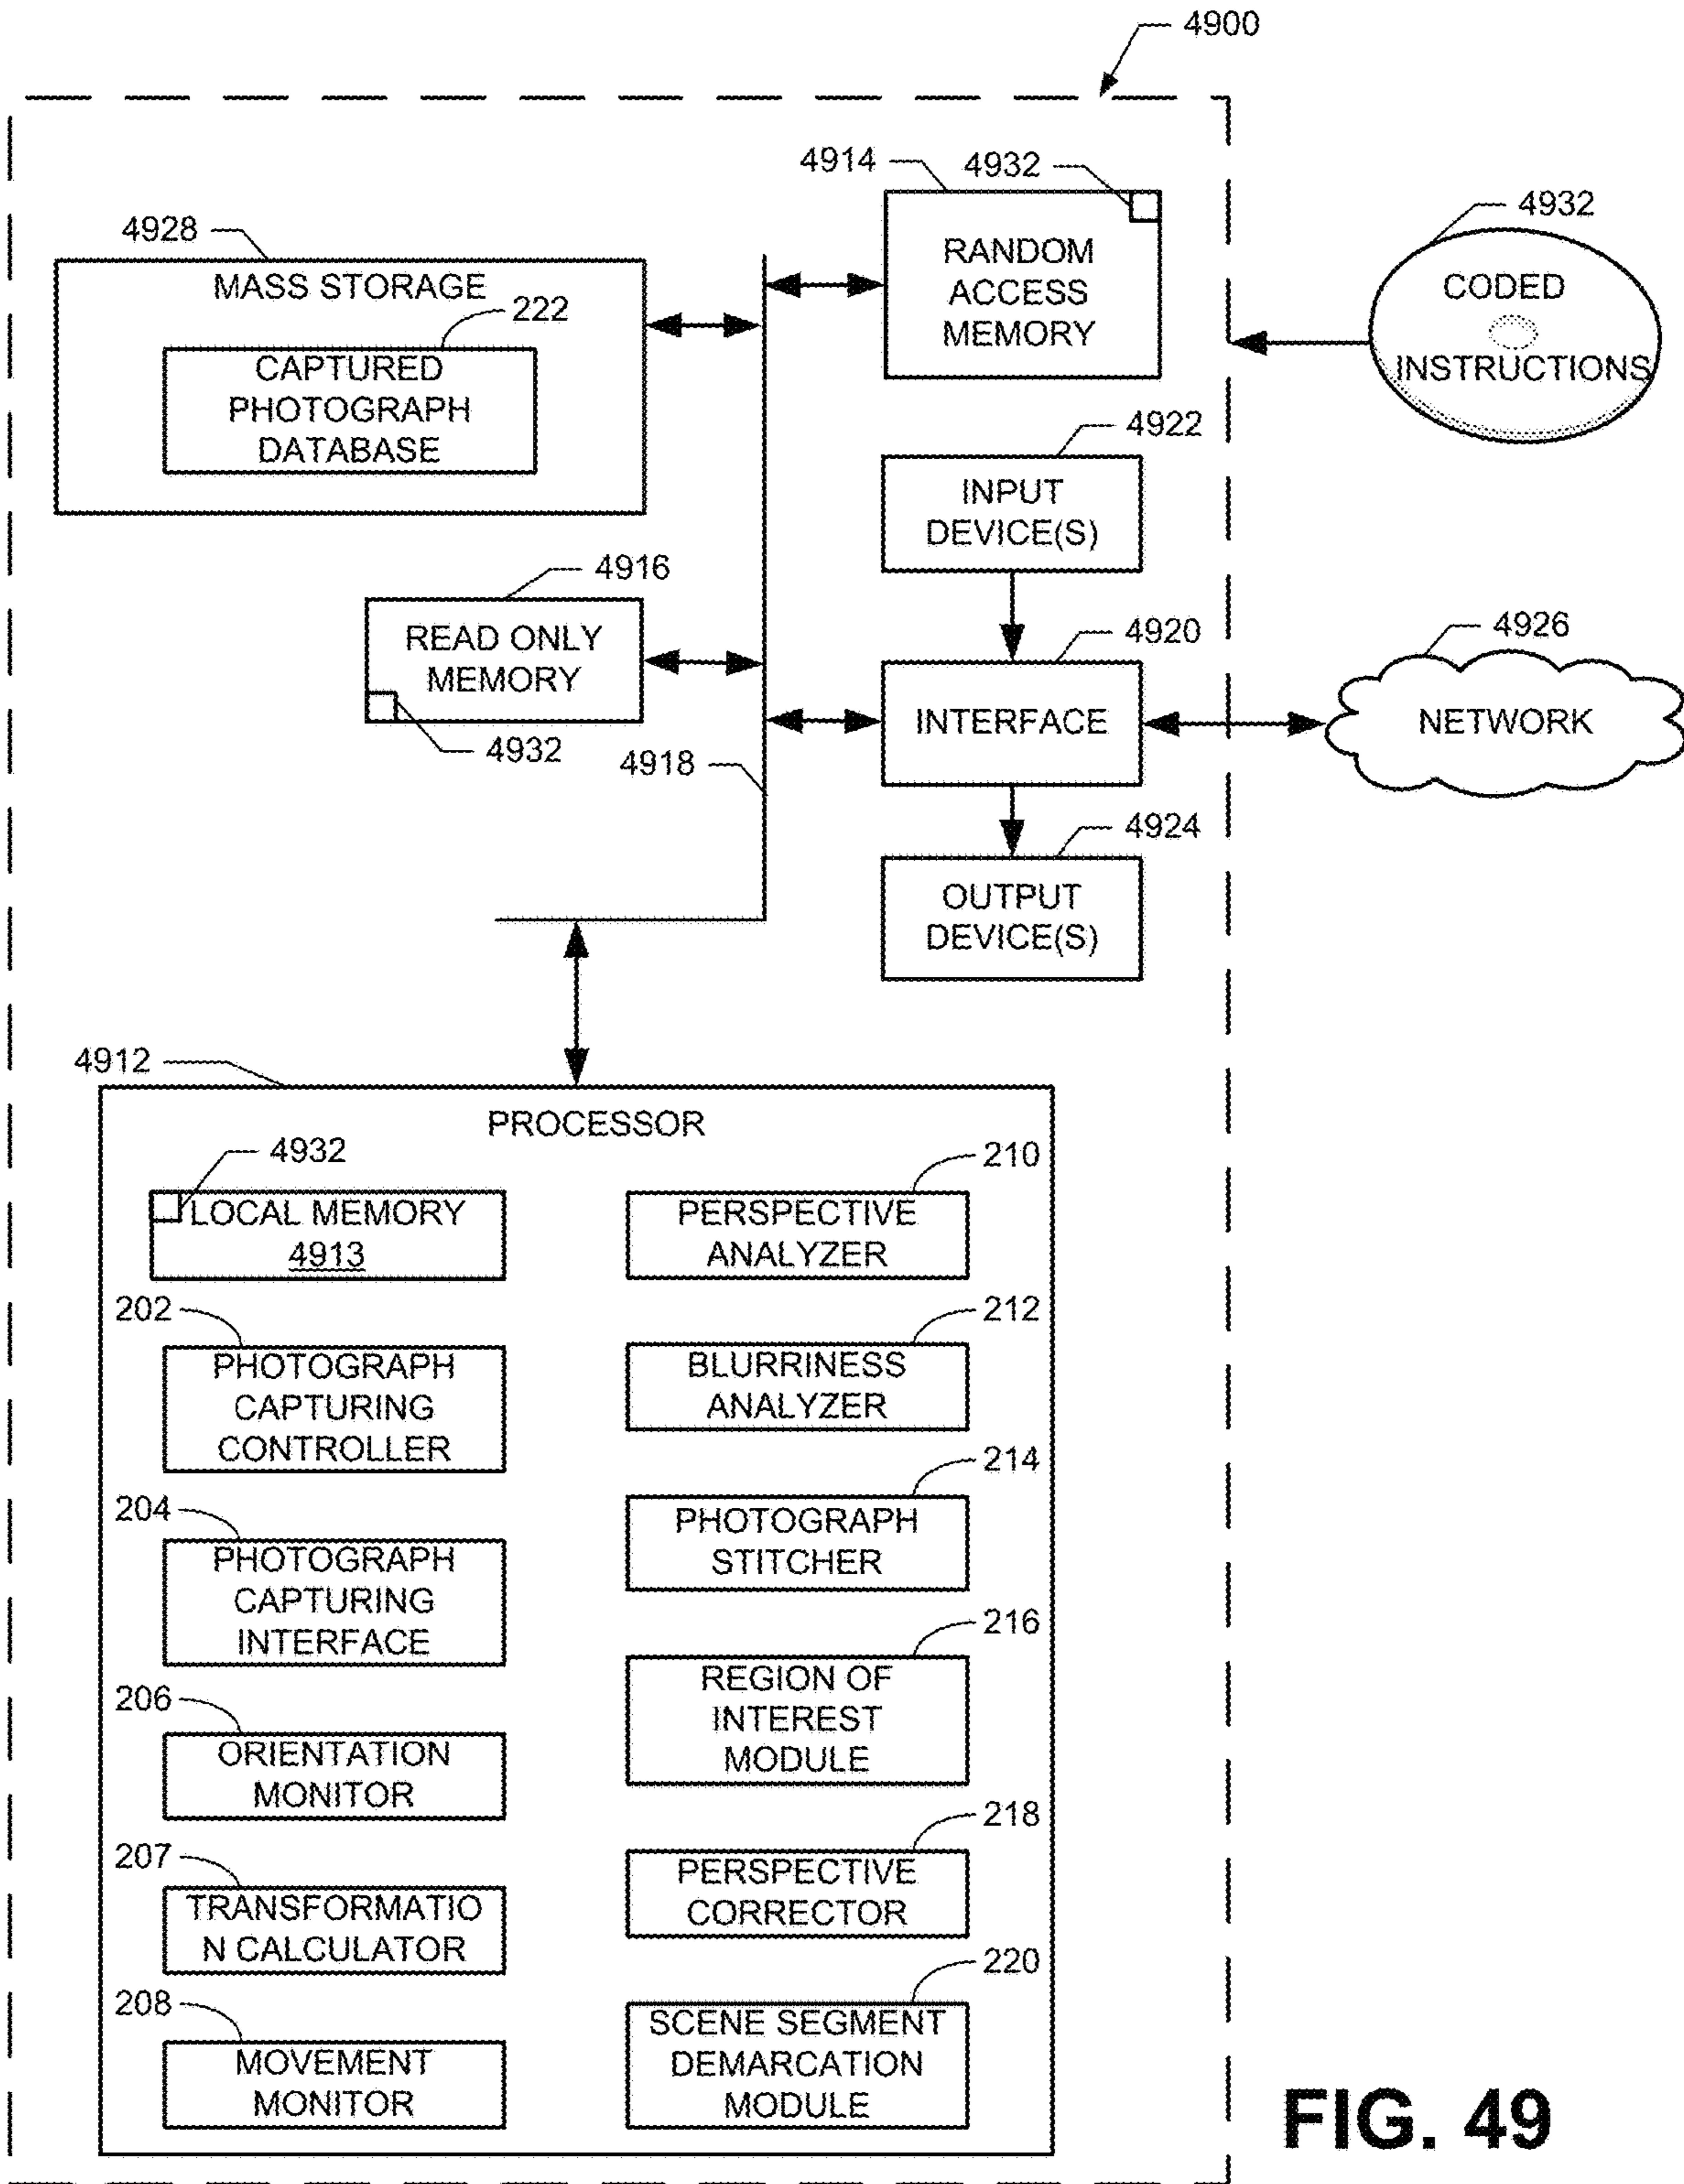 4900
4914
4932
4928
MASS STORAGE
222
CAPTURED
PHOTOGRAPH
DATABASE
RANDOM
ACCESS
MEMORY
4932
CODED
INSTRUCTIONS
4922
INPUT
DEVICE(S)
4916
READ ONLY
MEMORY
4932
4918
4920
INTERFACE
4926
NETWORK
4924
OUTPUT
DEVICE(S)
4912
PROCESSOR
4932
LOCAL MEMORY
4913
202
PHOTOGRAPH
CAPTURING
CONTROLLER
204
PHOTOGRAPH
CAPTURING
INTERFACE
206
ORIENTATION
MONITOR
207
TRANSFORMATIO
N CALCULATOR
208
MOVEMENT
MONITOR
210
PERSPECTIVE
ANALYZER
212
BLURRINESS
ANALYZER
214
PHOTOGRAPH
STITCHER
216
REGION OF
INTEREST
MODULE
218
PERSPECTIVE
CORRECTOR
220
SCENE SEGMENT
DEMARCATION
MODULE
FIG. 49